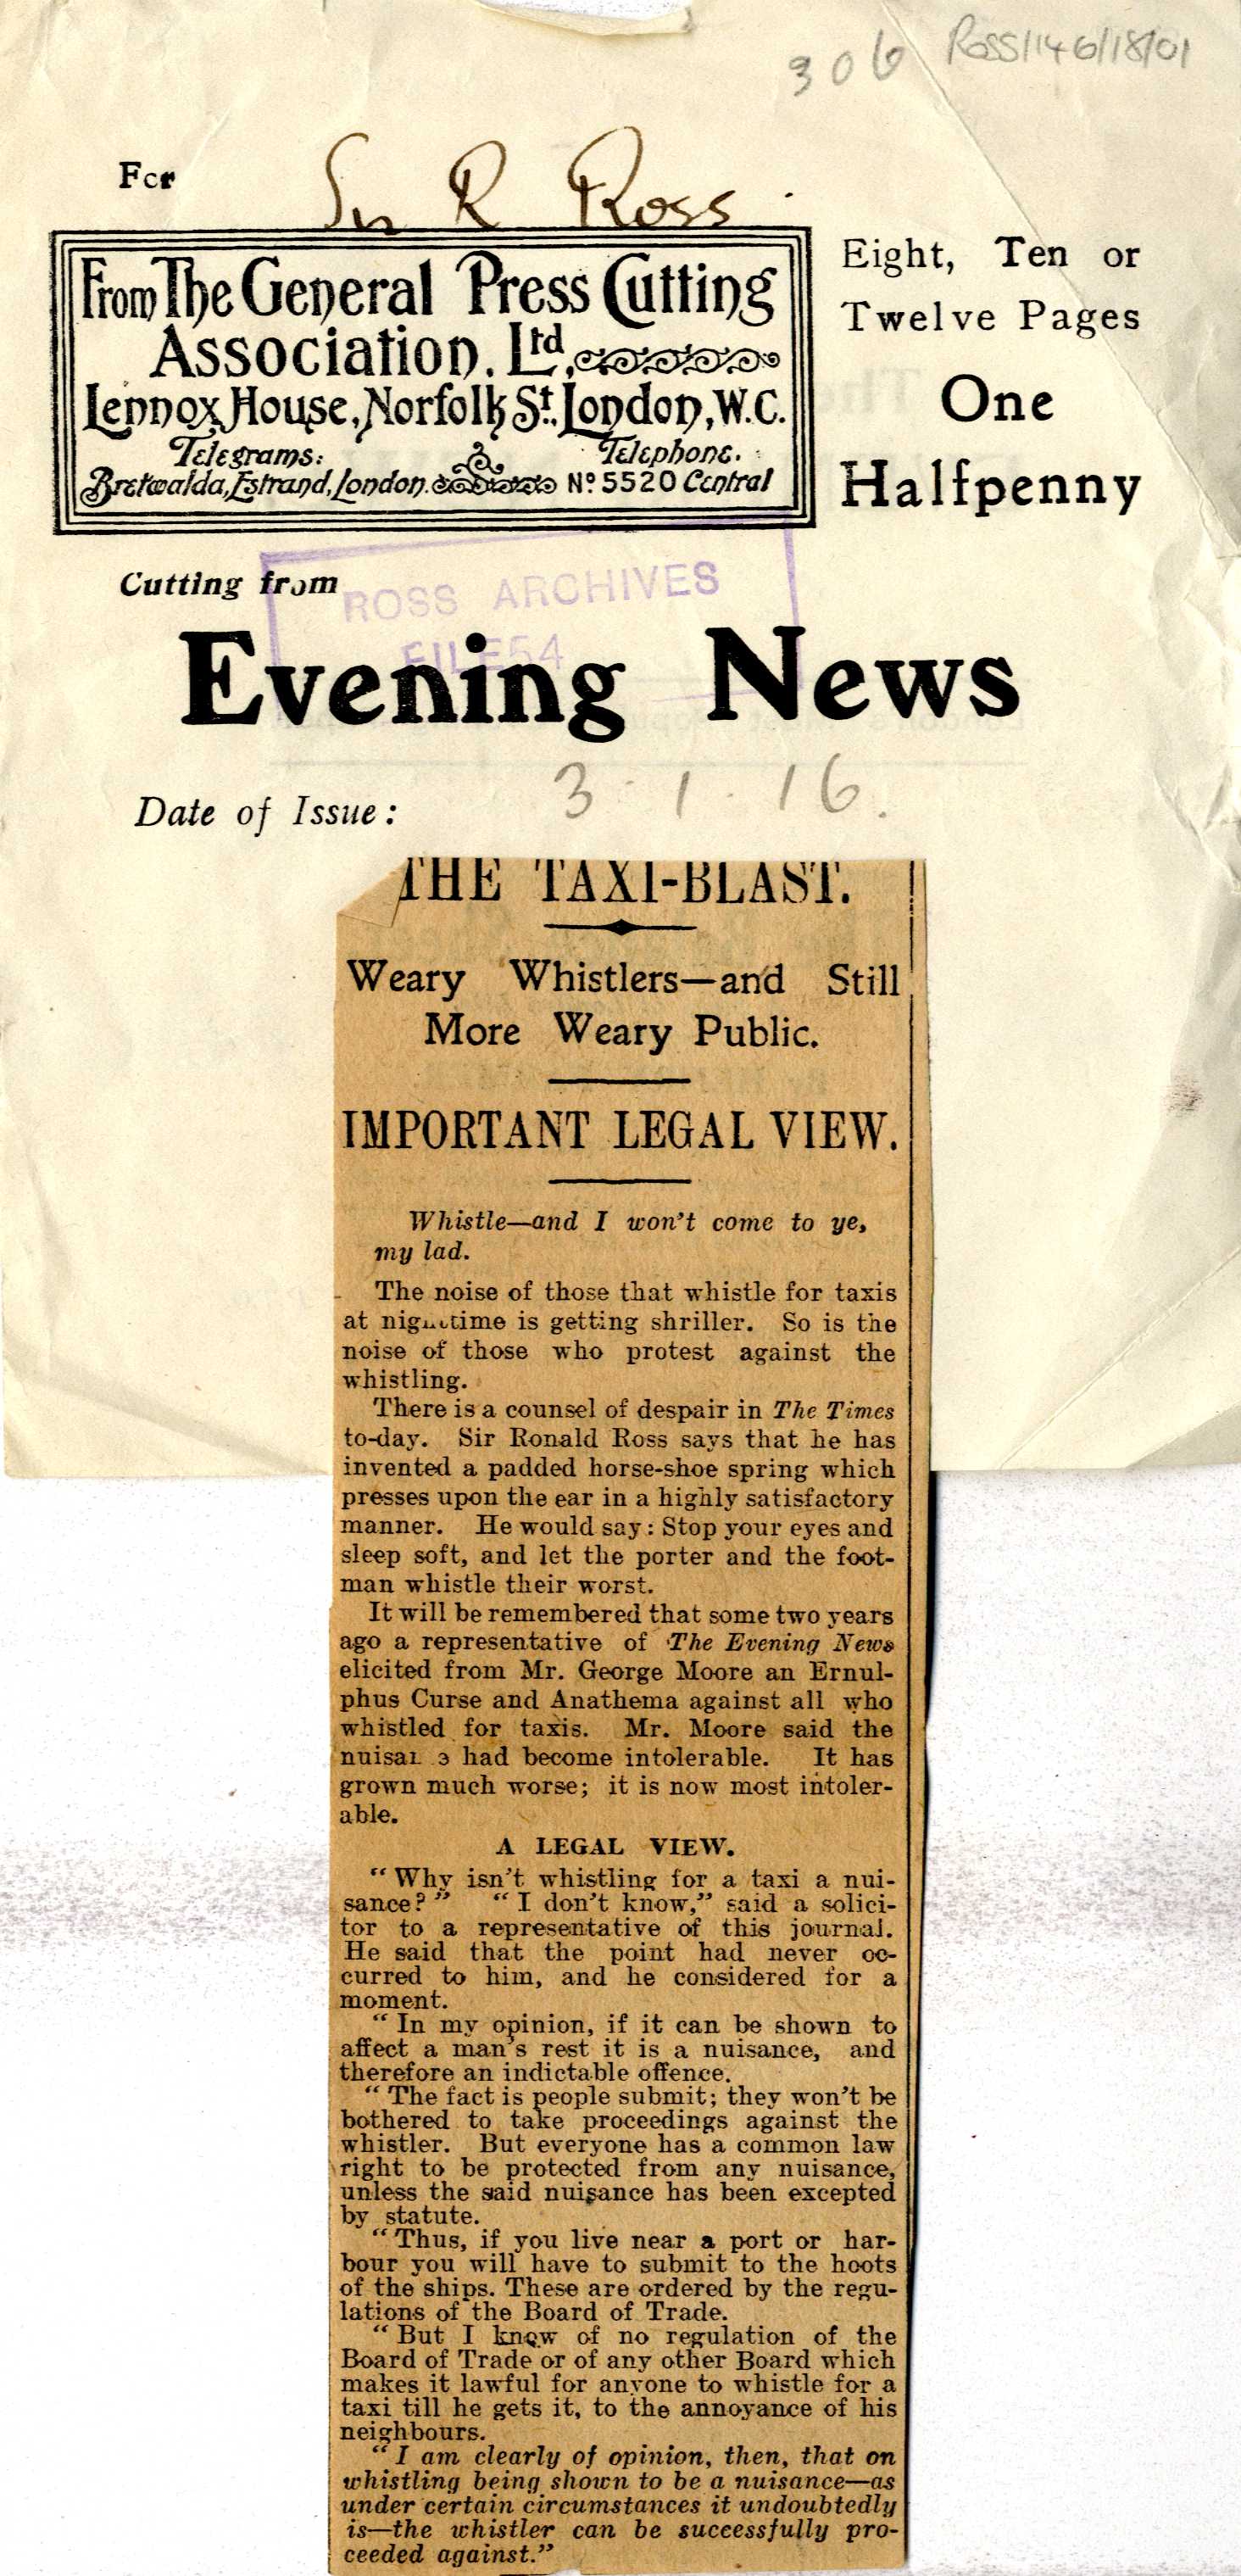 306 Ross/146/18/01
For Sir R Ross.
From The General Press Cutting
Association, Ltd,
Lennox House, Norfolk St, London, W.C.
Telegrams:
Bretwalda, Estrand, London.
Telephone.
No 5520 Central
Eight, Ten or
Twelve Pages
One
Halfpenny
Cutting from
ROSS ARCHIVES
FILE 54
Evening News
Date of Issue: 3.1.16.
THE TAXI-BLAST.
Weary Whistlers—and Still
More Weary Public.
IMPORTANT LEGAL VIEW.
Whistle—and I won't come to ye,
my lad.
The noise of those that whistle for taxis
at nighttime is getting shriller. So is the
noise of those who protest against the
whistling.
There is a counsel of despair in The Times
to-day. Sir Ronald Ross says that he has
invented a padded horse-shoe spring which
presses upon the ear in a highly satisfactory
manner. He would say: Stop your eyes and
sleep soft, and let the porter and the foot-
man whistle their worst.
It will be remembered that some two years
ago a representative of The Evening News
elicited from Mr. George Moore an Ernul-
phus Curse and Anathema against all who
whistled for taxis. Mr. Moore said the
nuisance had become intolerable. It has
grown much worse; it is now most intoler-
able.
A LEGAL VIEW.
"Why isn't whistling for a taxi a nui-
sance?" "I don't know," said a solici-
tor to a representative of this journal.
He said that the point had never oc-
curred to him, and he considered for a
moment.
"In my opinion, if it can be shown to
affect a man's rest it is a nuisance, and
therefore an indictable offence.
"The fact is people submit; they won't be
bothered to take proceedings against the
whistler. But everyone has a common law
right to be protected from any nuisance,
unless the said nuisance has been excepted
by statute.
"Thus, if you live near a port or har-
bour you will have to submit to the hoots
of the ships. These are ordered by the regu-
lations of the Board of Trade.
"But I know of no regulation of the
Board of Trade or of any other Board which
makes it lawful for anyone to whistle for a
taxi till he gets it, to the annoyance of his
neighbours.
"I am clearly of opinion, then, that on
whistling being shown to be a nuisance—as
under certain circumstances it undoubtedly
is—the whistler can be successfully pro-
ceeded against."